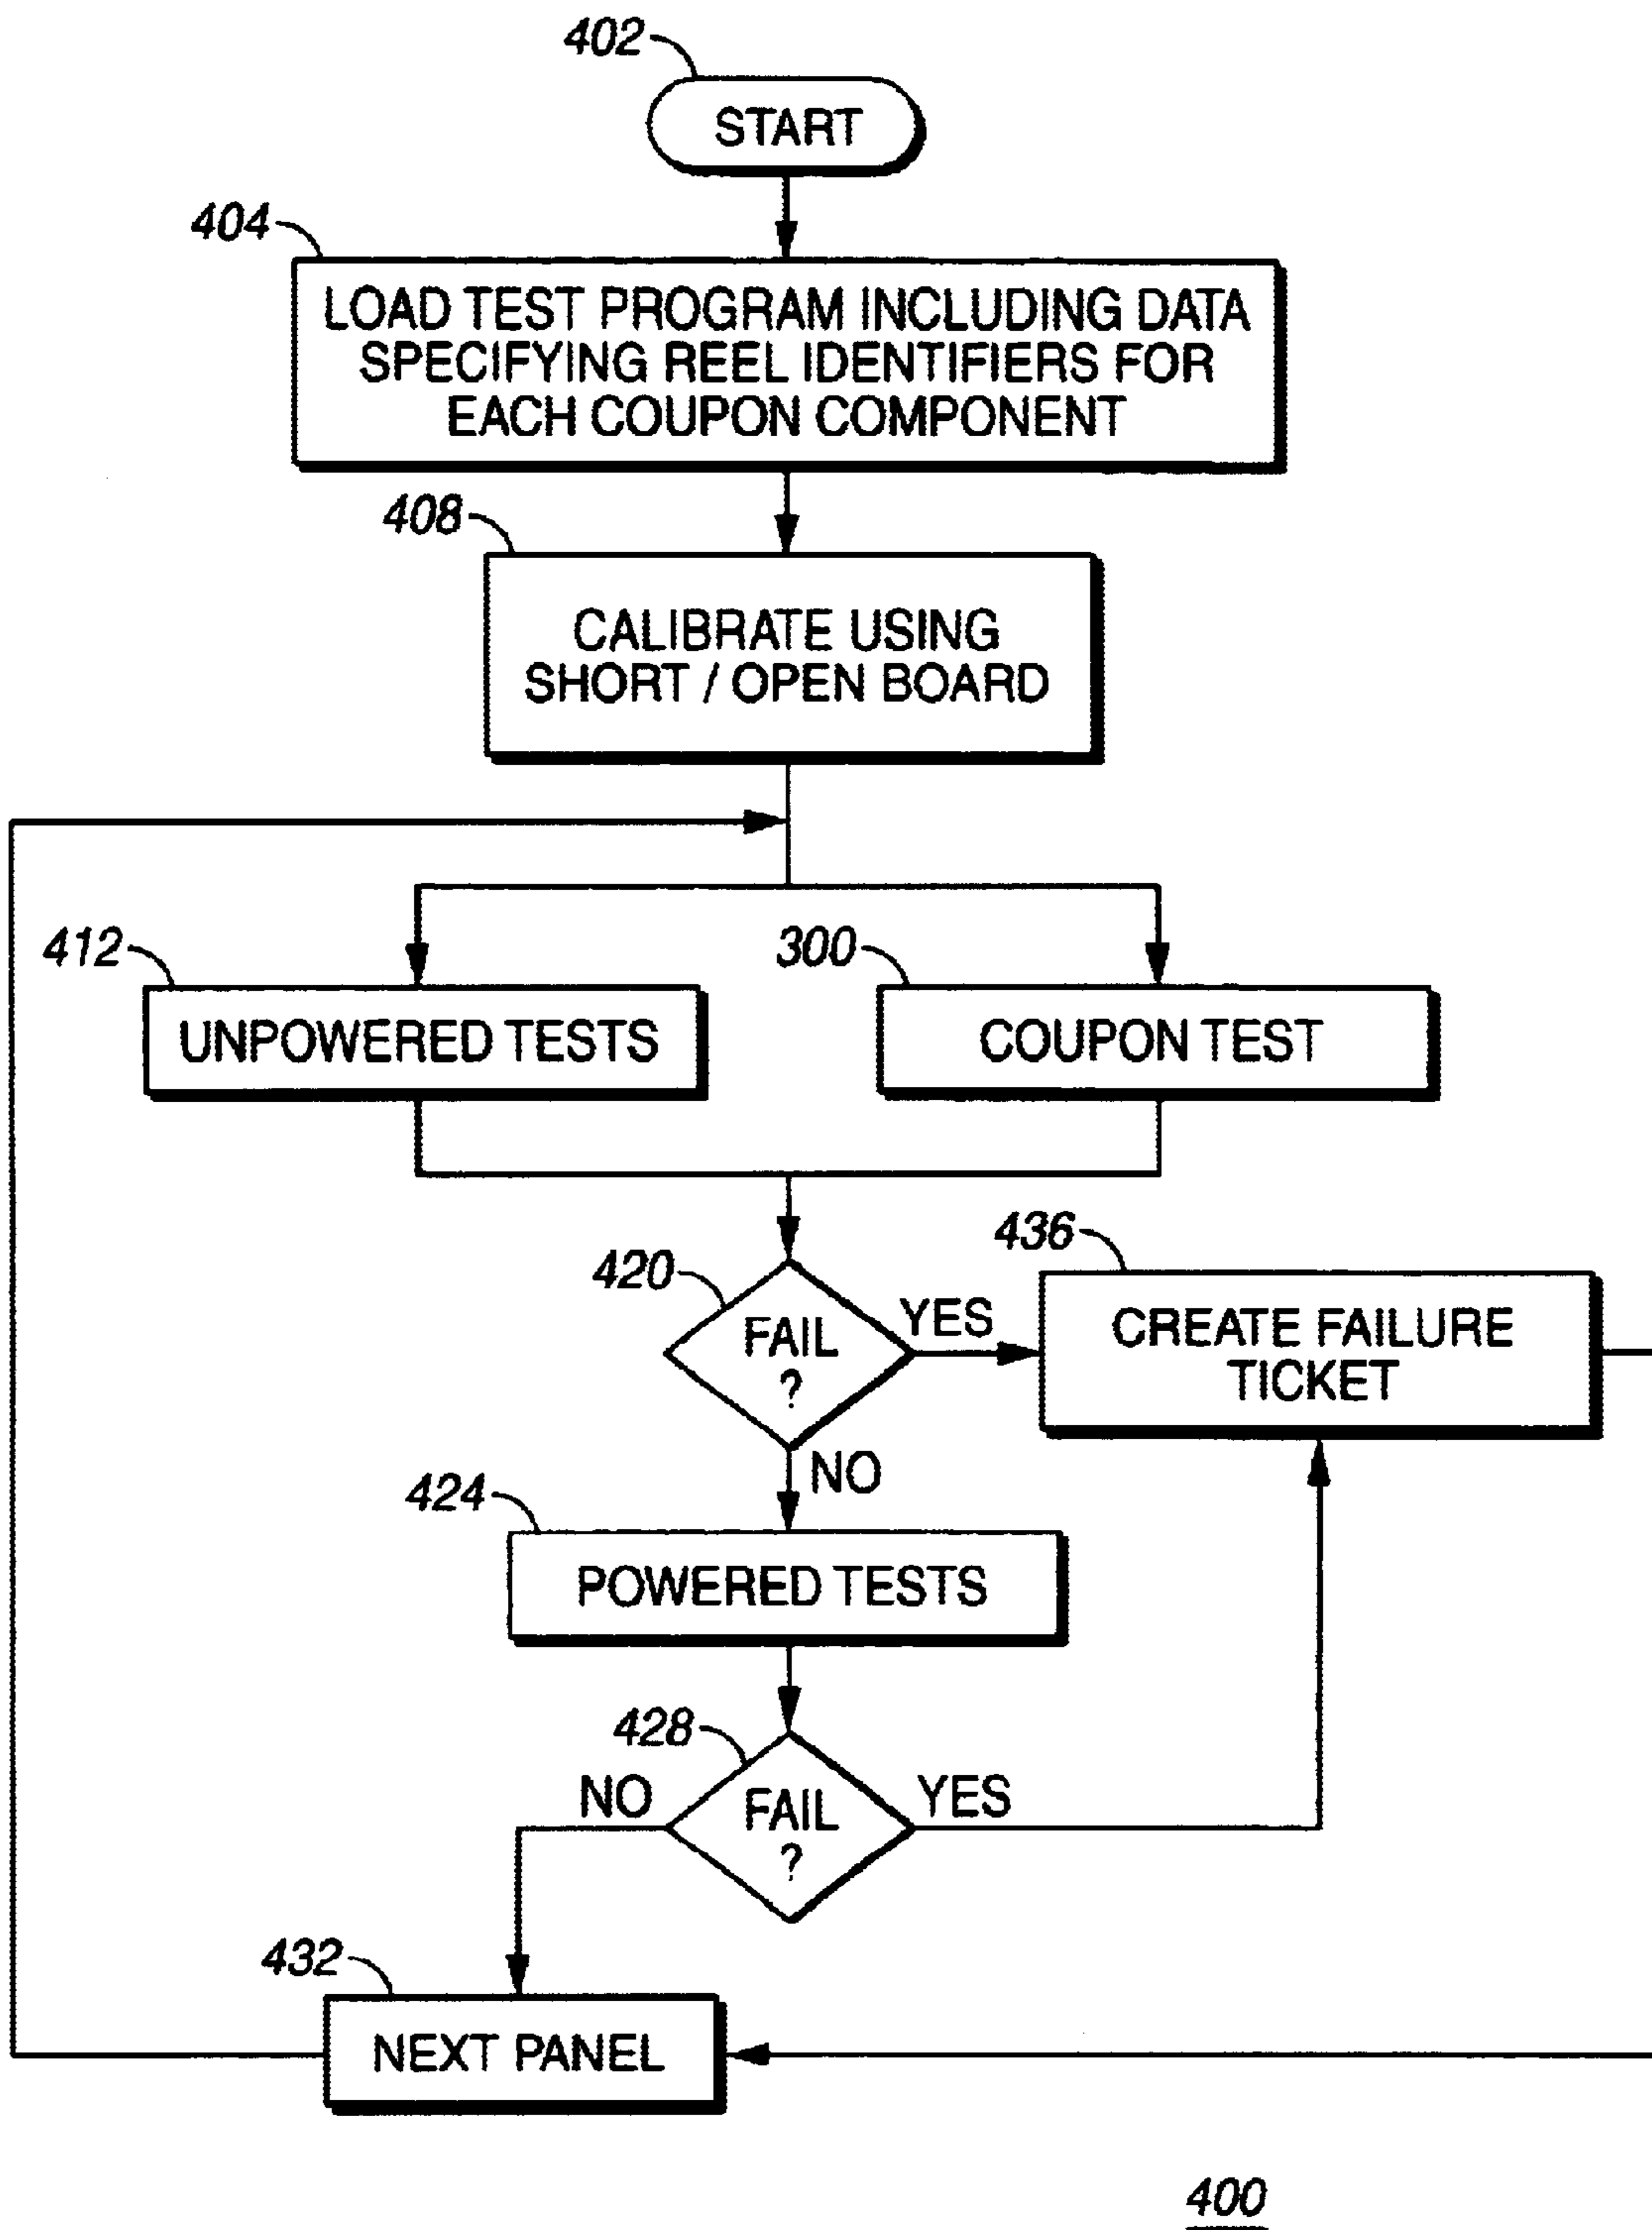 402
START
404
LOAD TEST PROGRAM INCLUDING DATA
SPECIFYING REEL IDENTIFIERS FOR
EACH COUPON COMPONENT
408
CALIBRATE USING
SHORT / OPEN BOARD
412
UNPOWERED TESTS
300
COUPON TEST
420
FAIL
?
YES
NO
436
CREATE FAILURE
TICKET
424
POWERED TESTS
428
FAIL
?
NO
YES
432
NEXT PANEL
400